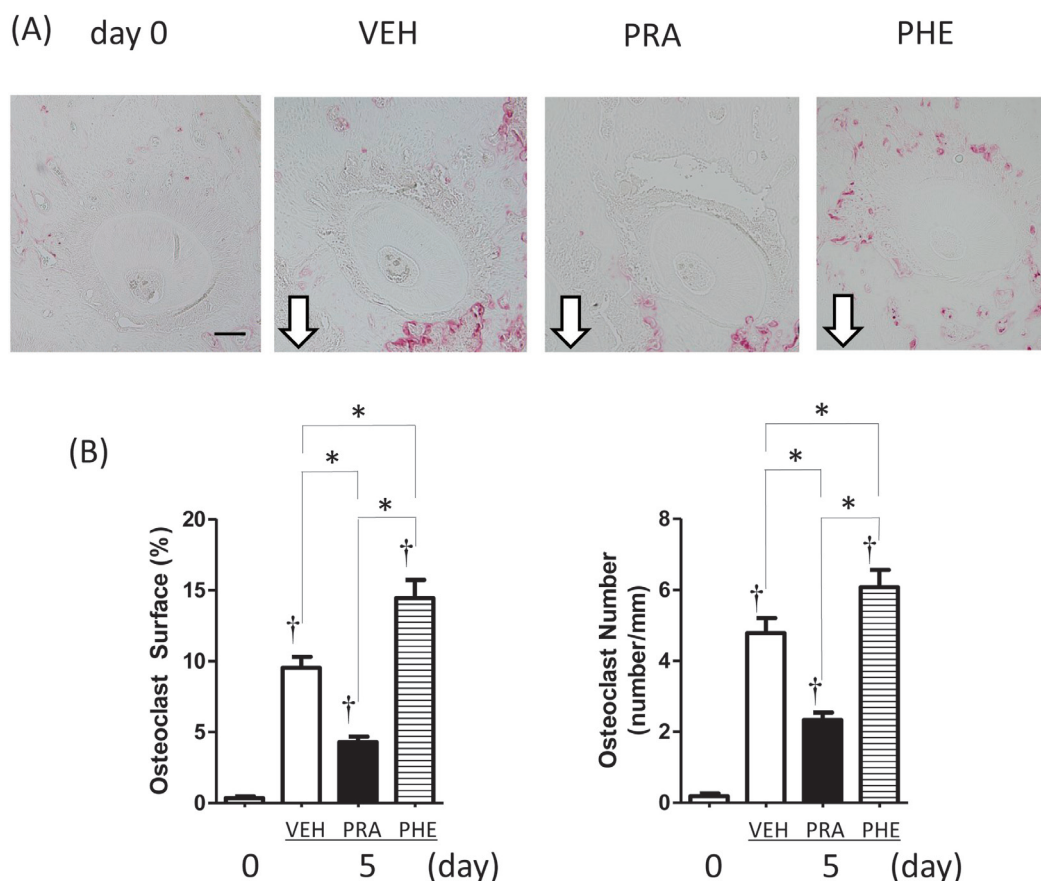 (A) day 0 VEH PRA PHE
(B)
* * *
Osteoclast Surface (%)
20
15
10
5
0
† † †
VEH PRA PHE
0 5 (day)
* * *
Osteoclast Number
(number/mm)
8
6
4
2
0
† † †
VEH PRA PHE
0 5 (day)